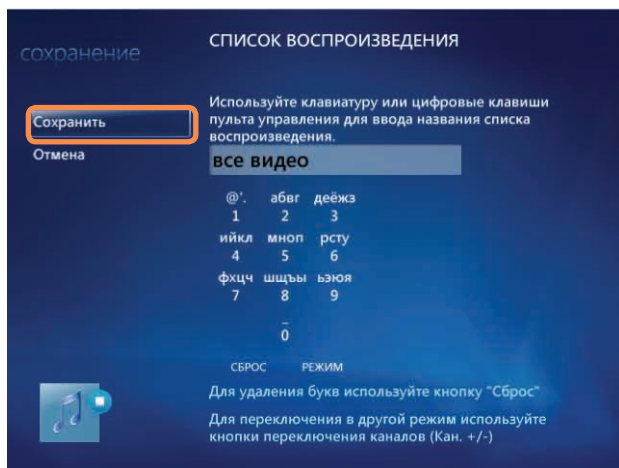 сохранение
СПИСОК ВОСПРОИЗВЕДЕНИЯ
Сохранить
Отмена
Используйте клавиатуру или цифровые клавиши
пульта управления для ввода названия списка
воспроизведения.
все видео
@'. абвг деёжз
1 2 3
ийкл мноп рсту
4 5 6
фхцч шщъы ьэюя
7 8 9
_
0
СБРОС РЕЖИМ
Для удаления букв используйте кнопку "Сброс"
Для переключения в другой режим используйте
кнопки переключения каналов (Кан. +/-)